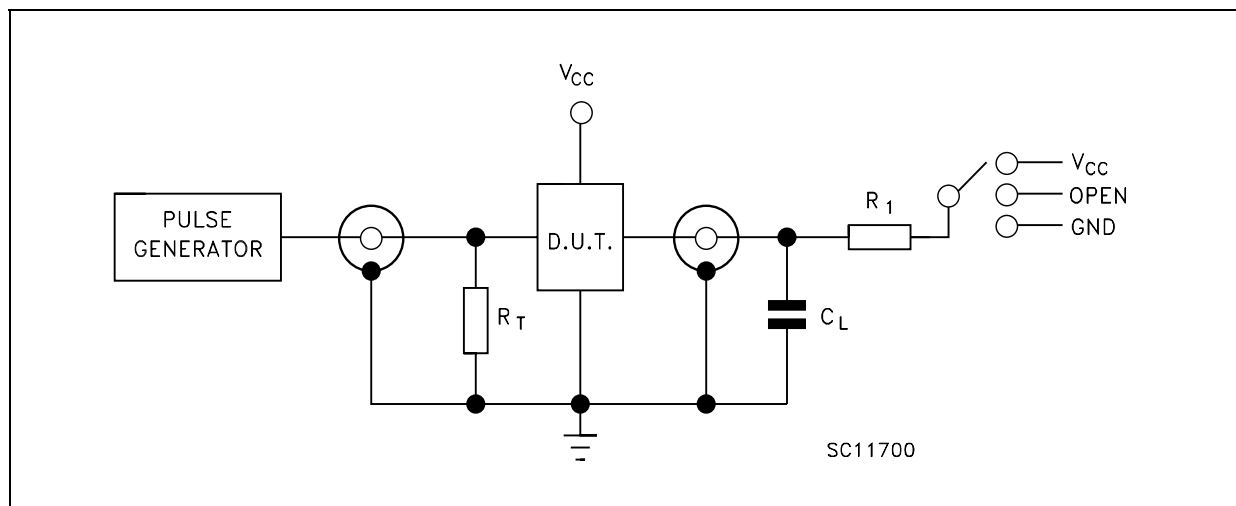 VCC
PULSE
GENERATOR
D.U.T.
RT
CL
R1
VCC
OPEN
GND
SC11700